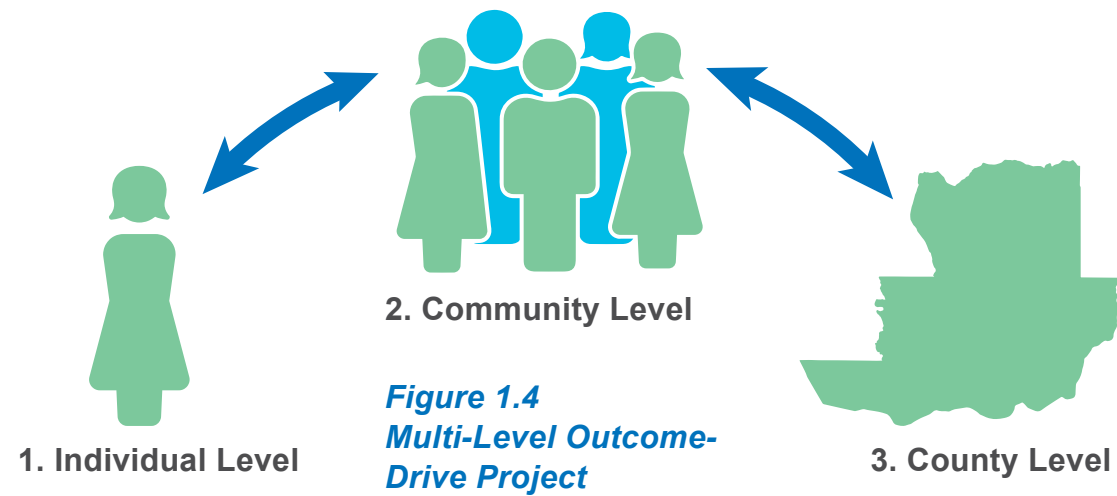 2. Community Level
Figure 1.4
Multi-Level Outcome-
Drive Project
1. Individual Level
3. County Level